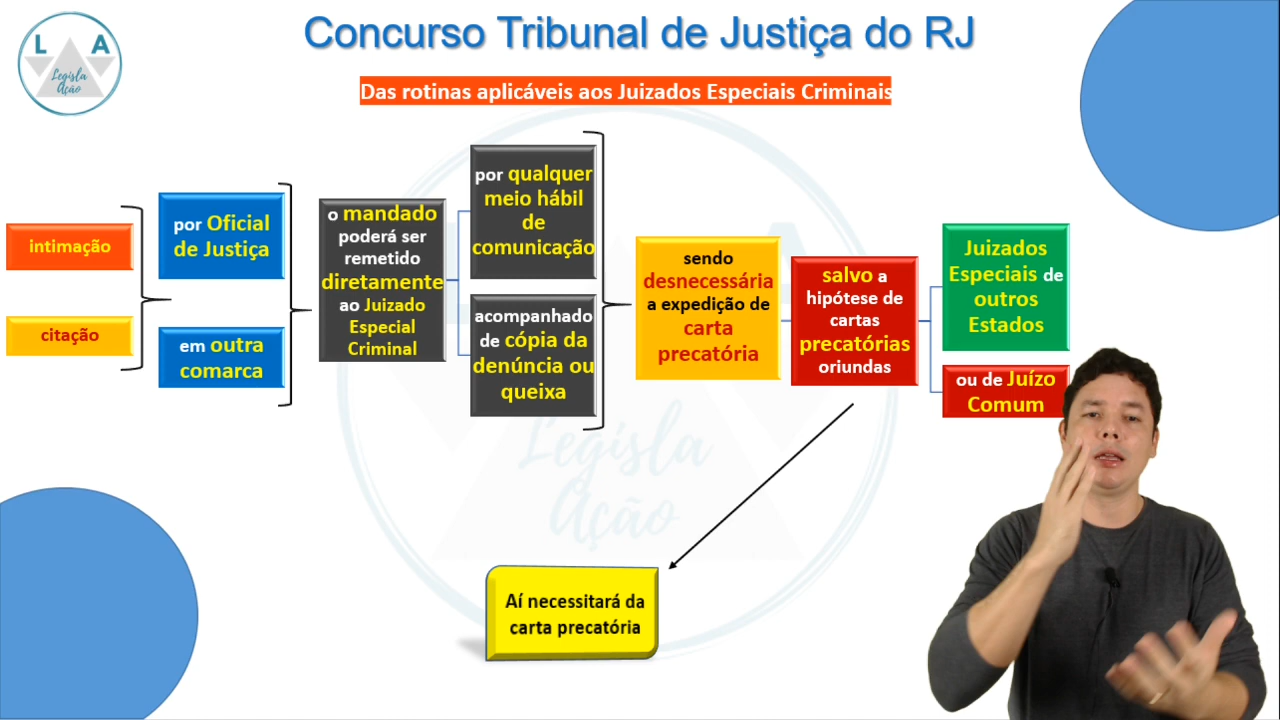 L A
Legisla
Ação
Concurso Tribunal de Justiça do RJ
Das rotinas aplicáveis aos Juizados Especiais Criminais
intimação
citação
por Oficial
de Justiça
em outra
comarca
o mandado
poderá ser
remetido
diretamente
ao Juizado
Especial
Criminal
por qualquer
meio hábil
de
comunicação
acompanhado
de cópia da
denúncia ou
queixa
sendo
desnecessária
a expedição de
carta
precatória
salvo a
hipótese de
cartas
precatórias
oriundas
Juizados
Especiais de
outros
Estados
ou de Juízo
Comum
Legisla
Ação
Aí necessitará da
carta precatória